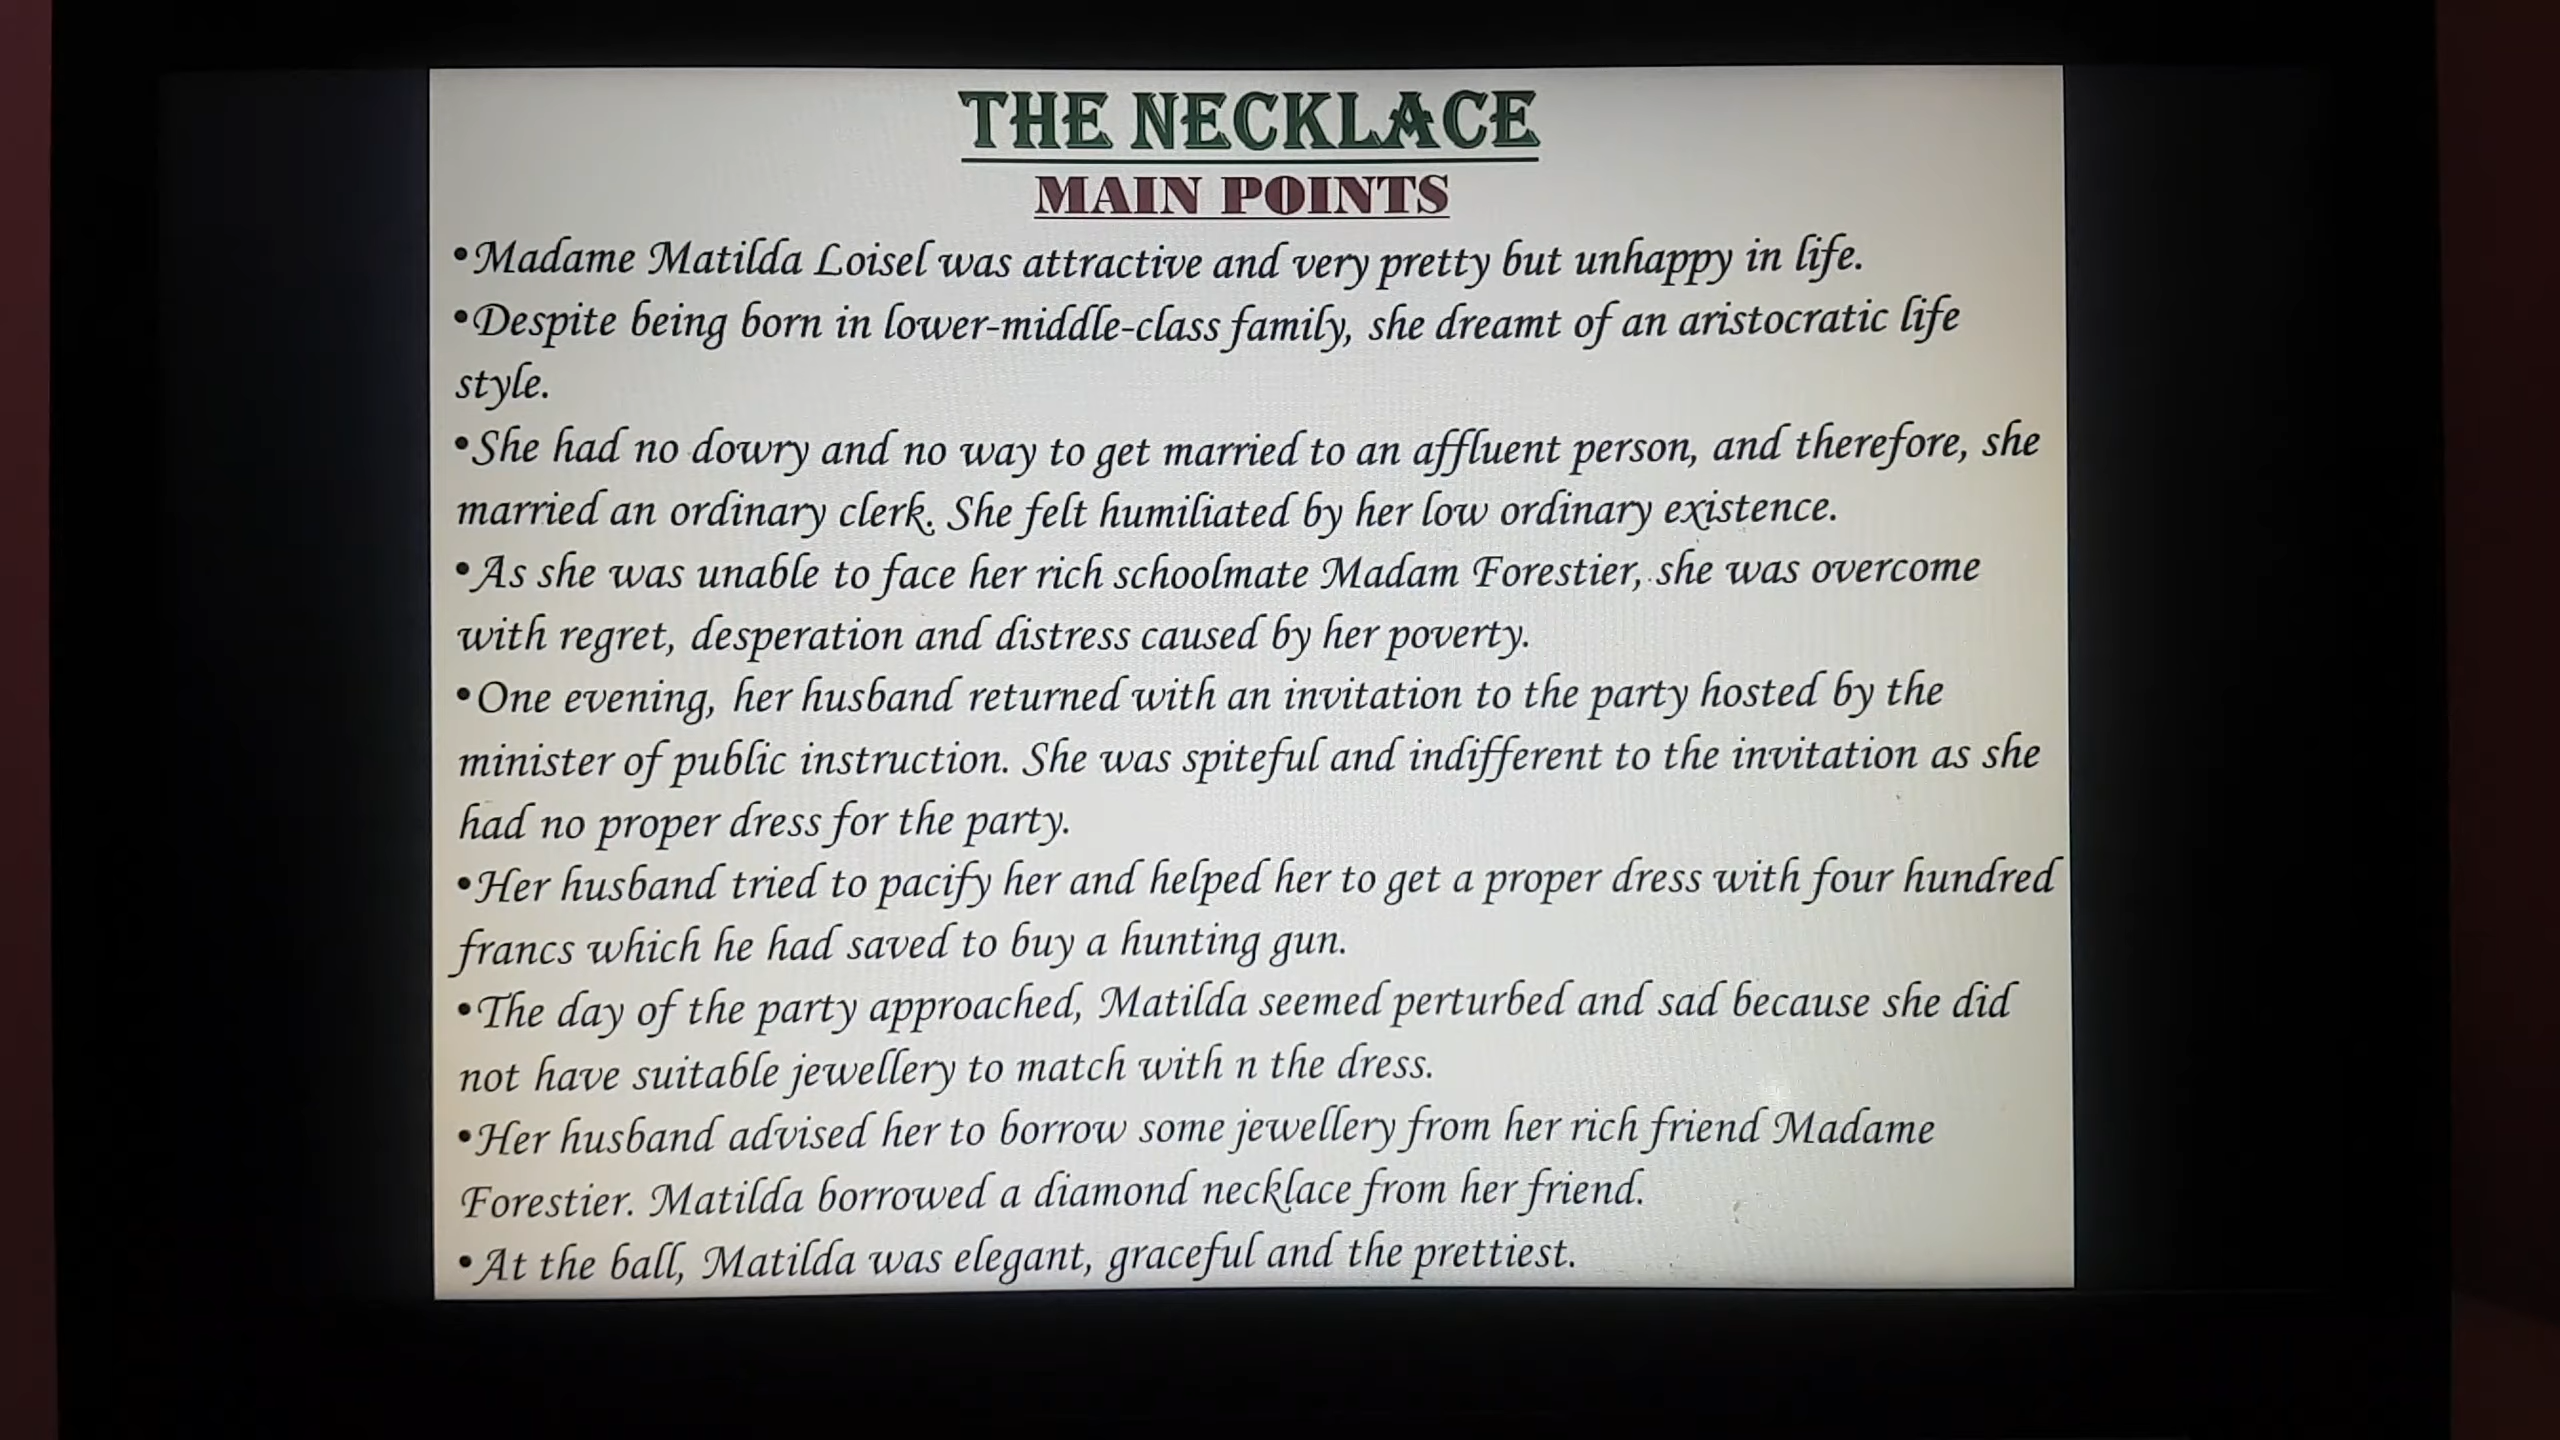 THE NECKLACE
MAIN POINTS
•Madame Matilda Loisel was attractive and very pretty but unhappy in life.
•Despite being born in lower-middle-class family, she dreamt of an aristocratic life
style.
•She had no dowry and no way to get married to an affluent person, and therefore, she
married an ordinary clerk. She felt humiliated by her low ordinary existence.
•As she was unable to face her rich schoolmate Madam Forestier, she was overcome
with regret, desperation and distress caused by her poverty.
•One evening, her husband returned with an invitation to the party hosted by the
minister of public instruction. She was spiteful and indifferent to the invitation as she
had no proper dress for the party.
•Her husband tried to pacify her and helped her to get a proper dress with four hundred
francs which he had saved to buy a hunting gun.
•The day of the party approached, Matilda seemed perturbed and sad because she did
not have suitable jewellery to match with n the dress.
•Her husband advised her to borrow some jewellery from her rich friend Madame
Forestier. Matilda borrowed a diamond necklace from her friend.
•At the ball, Matilda was elegant, graceful and the prettiest.